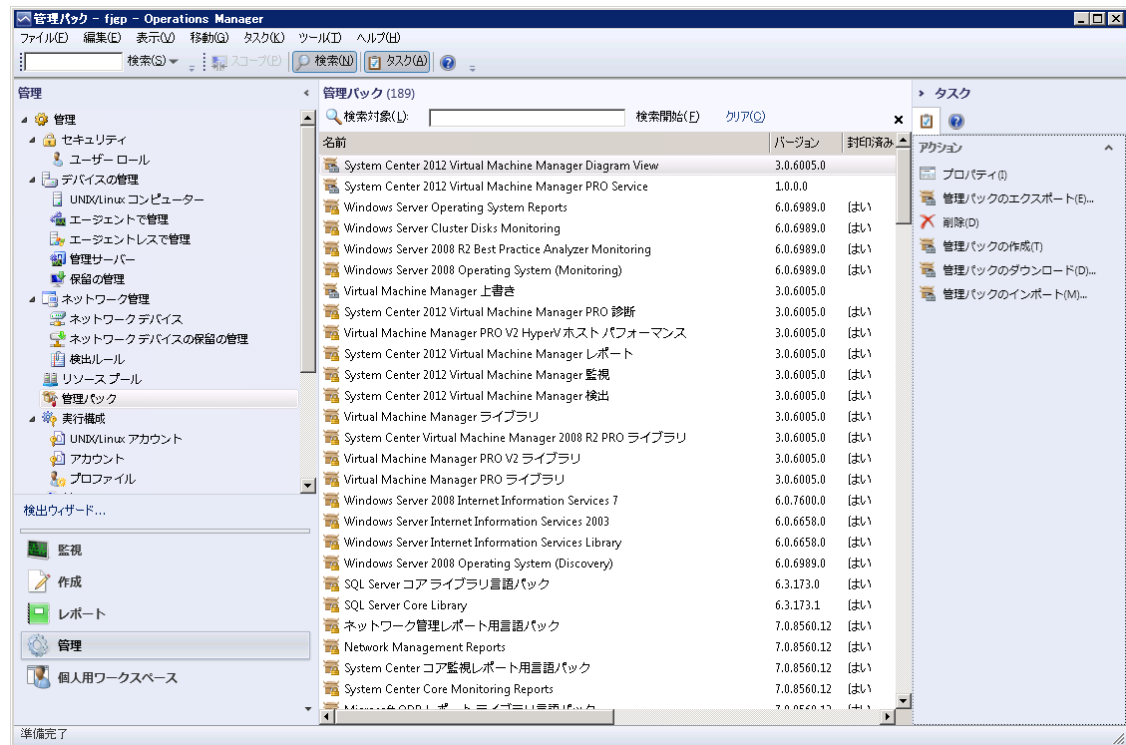 管理パック - fjgp - Operations Manager
ファイル(F) 編集(E) 表示(V) 移動(G) タスク(K) ツール(T) ヘルプ(H)
検索(S) スコープ(P) 検索(N) タスク(A)
管理
管理
セキュリティ
ユーザー ロール
デバイスの管理
UNIX/Linux コンピューター
エージェントで管理
エージェントレスで管理
管理サーバー
保留の管理
ネットワーク管理
ネットワーク デバイス
ネットワーク デバイスの保留の管理
検出ルール
リソース プール
管理パック
実行構成
UNIX/Linux アカウント
アカウント
プロファイル
検出ウィザード...
監視
作成
レポート
管理
個人用ワークスペース
管理パック (189)
検索対象(L): 検索開始(F) クリア(C)
名前 バージョン 封印済み
System Center 2012 Virtual Machine Manager Diagram View 3.0.6005.0
System Center 2012 Virtual Machine Manager PRO Service 1.0.0.0
Windows Server Operating System Reports 6.0.6989.0 はい
Windows Server Cluster Disks Monitoring 6.0.6989.0 はい
Windows Server 2008 R2 Best Practice Analyzer Monitoring 6.0.6989.0 はい
Windows Server 2008 Operating System (Monitoring) 6.0.6989.0 はい
Virtual Machine Manager 上書き 3.0.6005.0
System Center 2012 Virtual Machine Manager PRO 診断 3.0.6005.0 はい
Virtual Machine Manager PRO V2 HyperV ホスト パフォーマンス 3.0.6005.0 はい
System Center 2012 Virtual Machine Manager レポート 3.0.6005.0 はい
System Center 2012 Virtual Machine Manager 監視 3.0.6005.0 はい
System Center 2012 Virtual Machine Manager 検出 3.0.6005.0 はい
Virtual Machine Manager ライブラリ 3.0.6005.0 はい
System Center Virtual Machine Manager 2008 R2 PRO ライブラリ 3.0.6005.0 はい
Virtual Machine Manager PRO V2 ライブラリ 3.0.6005.0 はい
Virtual Machine Manager PRO ライブラリ 3.0.6005.0 はい
Windows Server 2008 Internet Information Services 7 6.0.7600.0 はい
Windows Server Internet Information Services 2003 6.0.6658.0 はい
Windows Server Internet Information Services Library 6.0.6658.0 はい
Windows Server 2008 Operating System (Discovery) 6.0.6989.0 はい
SQL Server コア ライブラリ言語パック 6.3.173.0 はい
SQL Server Core Library 6.3.173.1 はい
ネットワーク管理レポート用言語パック 7.0.8560.12 はい
Network Management Reports 7.0.8560.12 はい
System Center コア監視レポート用言語パック 7.0.8560.12 はい
System Center Core Monitoring Reports 7.0.8560.12 はい
タスク
アクション
プロパティ(I)
管理パックのエクスポート(E)...
削除(D)
管理パックの作成(T)
管理パックのダウンロード(D)...
管理パックのインポート(M)...
準備完了